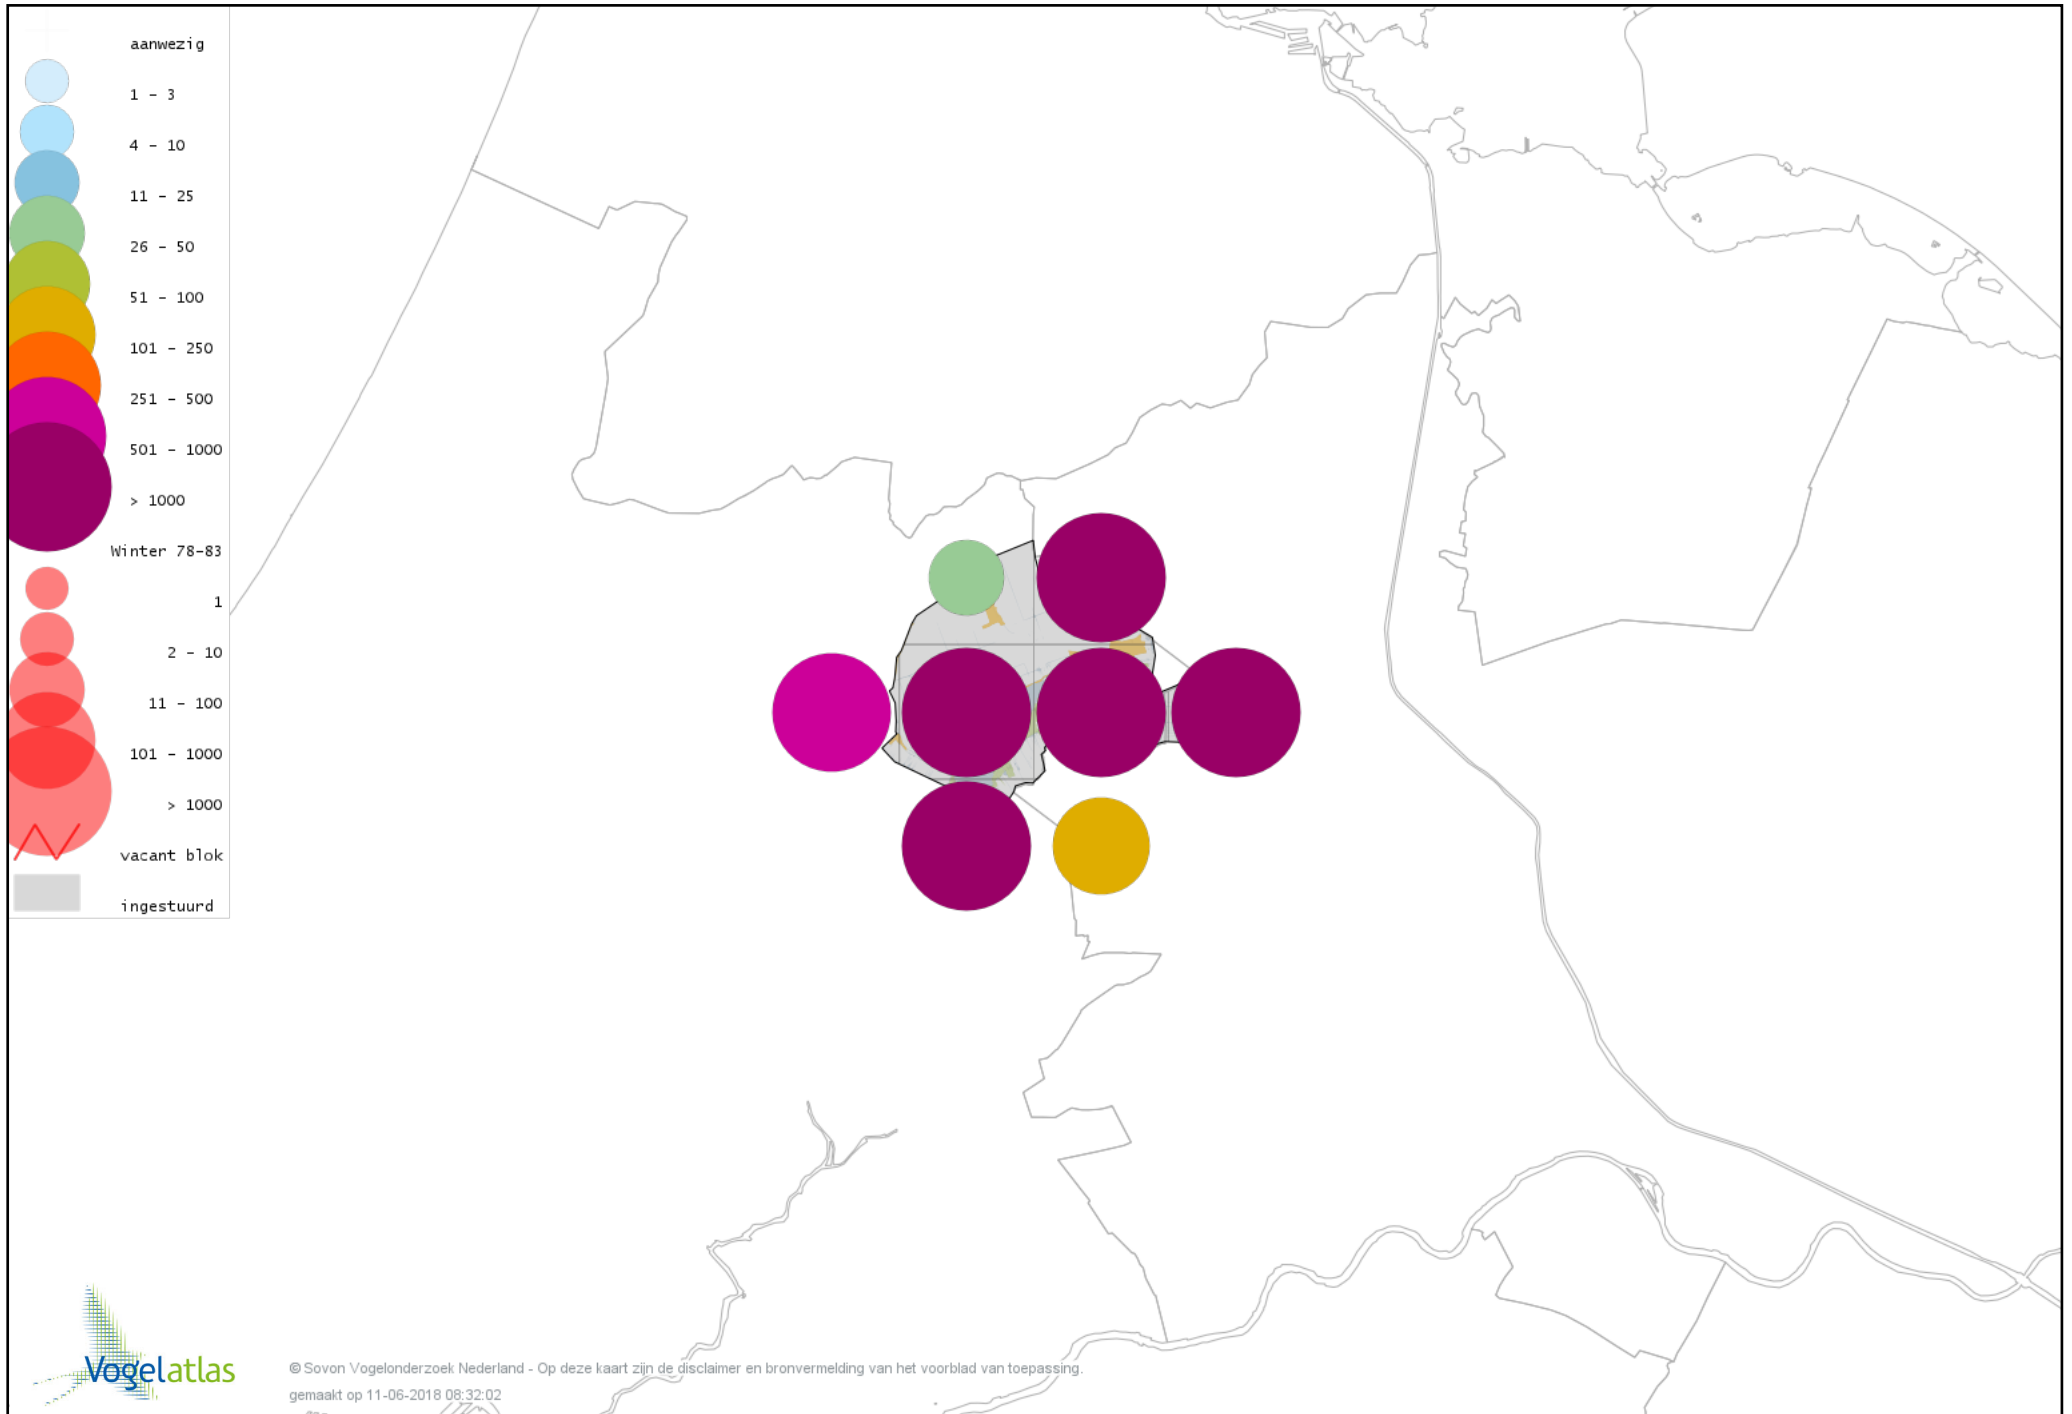 aanwezig
1 - 3
4 - 10
11 - 25
26 - 50
51 - 100
101 - 250
251 - 500
501 - 1000
> 1000
Winter 78-83
1
2 - 10
11 - 100
101 - 1000
> 1000
vacant blok
ingestuurd
Vogelatlas
© Sovon Vogelonderzoek Nederland - Op deze kaart zijn de disclaimer en bronvermelding van het voorblad van toepassing.
gemaakt op 11-06-2018 08:32:02